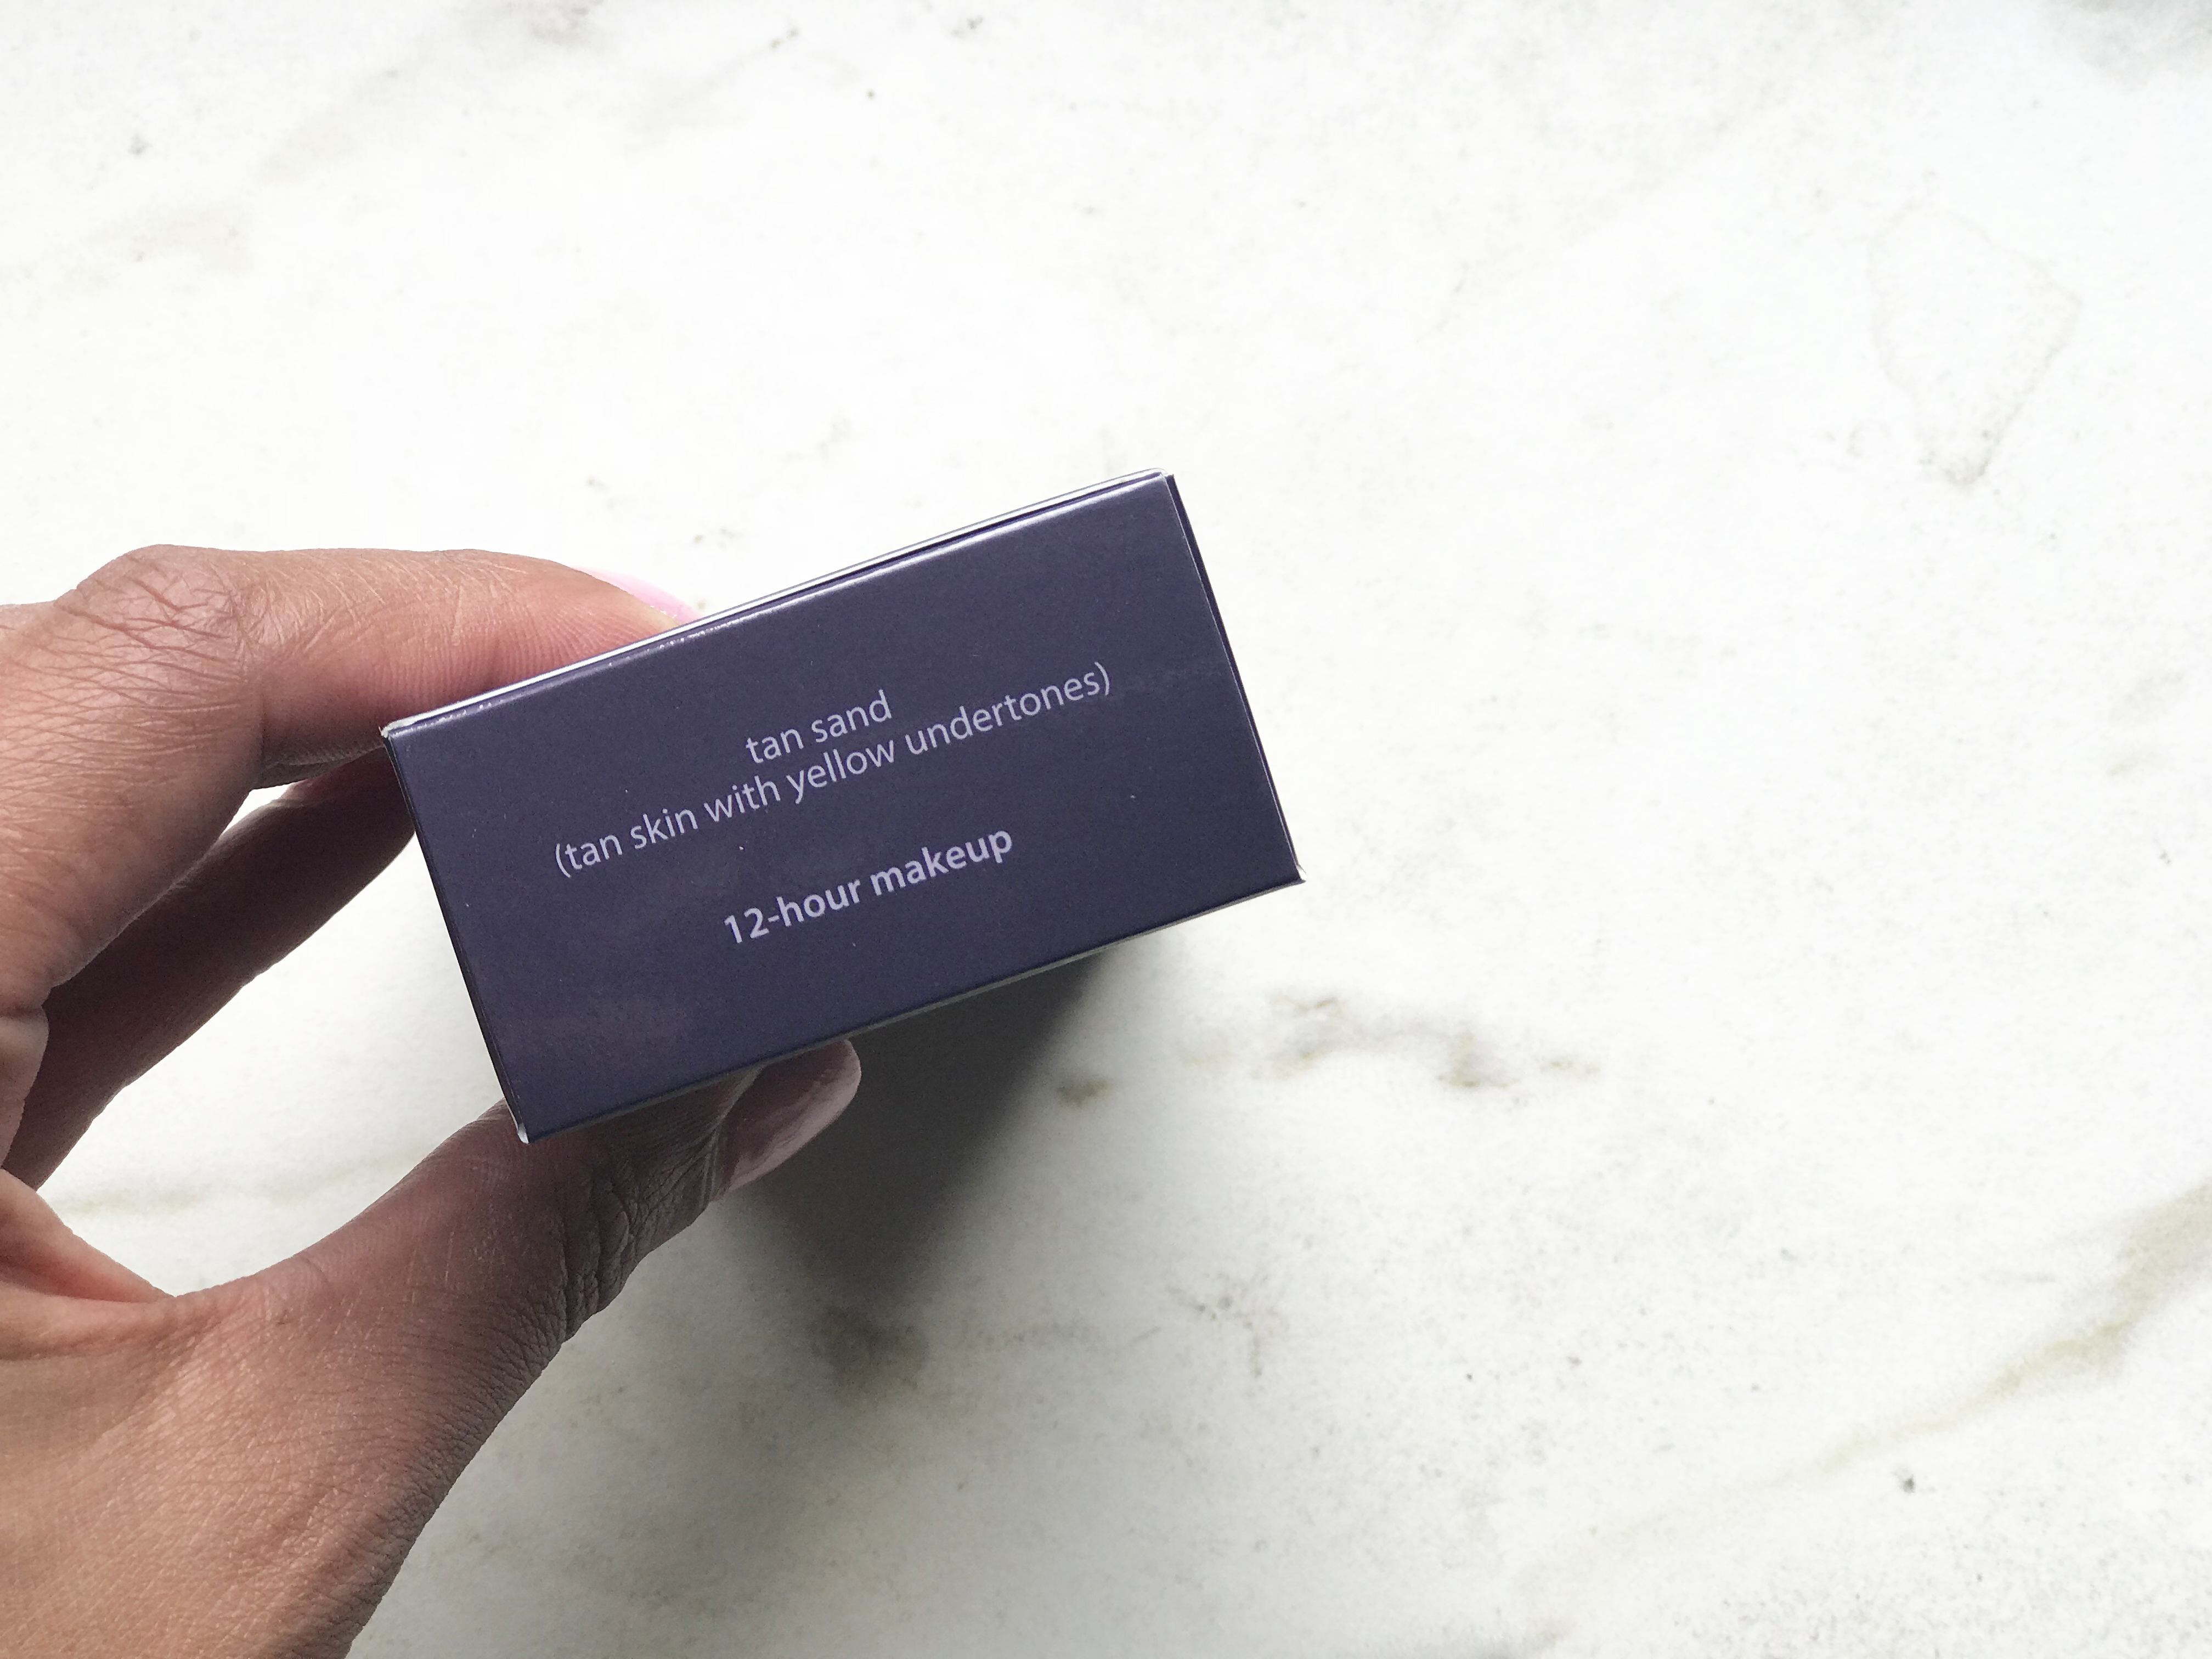 tan sand
(tan skin with yellow undertones)
12-hour makeup